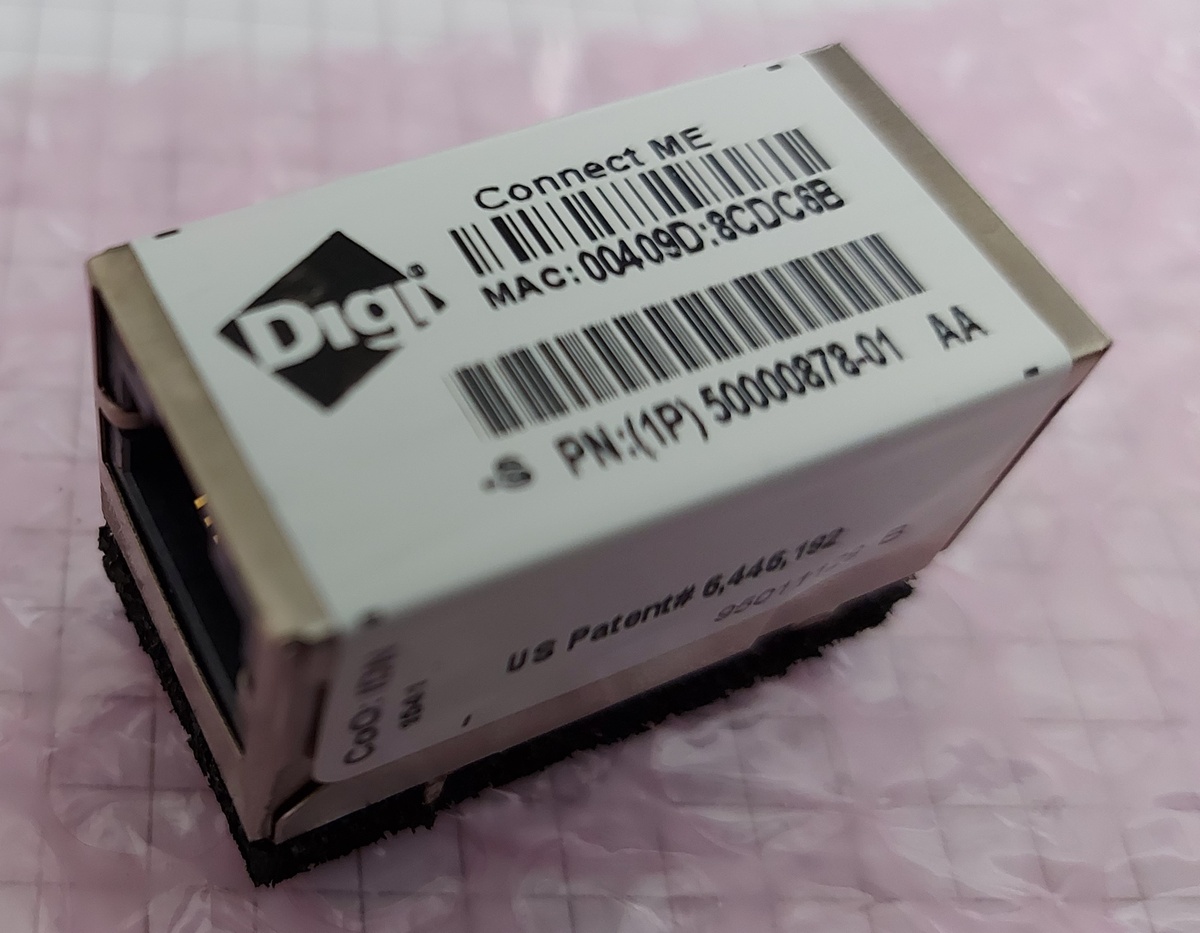 Digi®
Connect ME
MAC: 00409D:8CDC6B
-S PN:(1P) 50000878-01 AA
US Patent# 6,446,192
CoO: